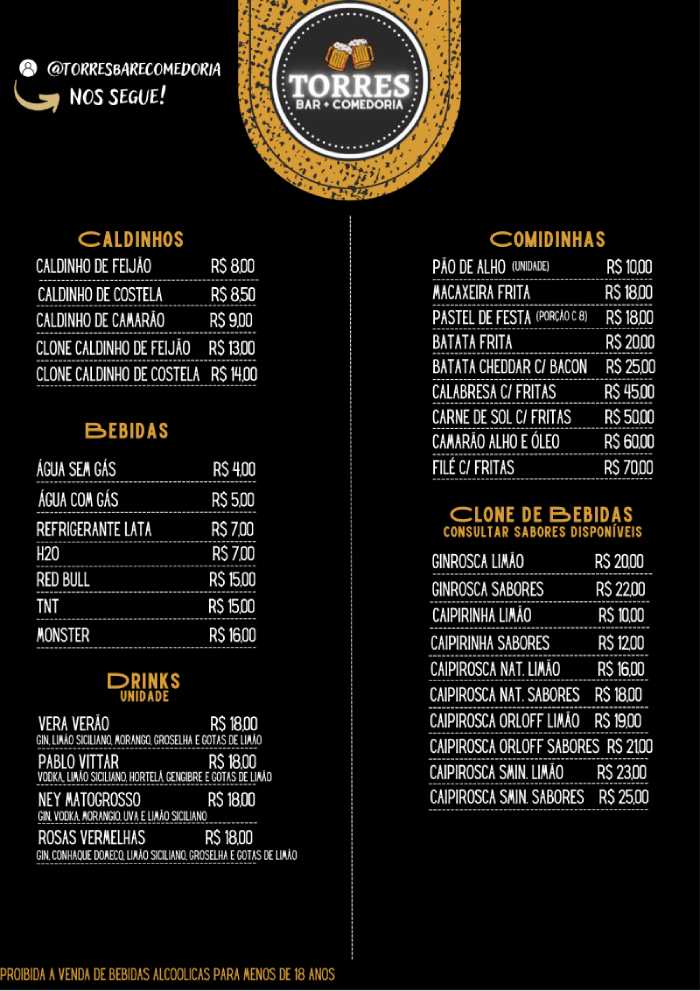 @TORRESBARECOMEDORIA
NOS SEGUE!
TORRES
BAR + COMEDORIA
CALDINHOS
CALDINHO DE FEIJÃO R$ 8,00
CALDINHO DE COSTELA R$ 8,50
CALDINHO DE CAMARÃO R$ 9,00
CLONE CALDINHO DE FEIJÃO R$ 13,00
CLONE CALDINHO DE COSTELA R$ 14,00
BEBIDAS
ÁGUA SEM GÁS R$ 4,00
ÁGUA COM GÁS R$ 5,00
REFRIGERANTE LATA R$ 7,00
H2O R$ 7,00
RED BULL R$ 15,00
TNT R$ 15,00
MONSTER R$ 16,00
DRINKS
UNIDADE
VERA VERÃO R$ 18,00
GIN, LIMÃO SICILIANO, MORANGO, GROSELHA E GOTAS DE LIMÃO
PABLO VITTAR R$ 18,00
VODKA, LIMÃO SICILIANO, HORTELÃ, GENGIBRE E GOTAS DE LIMÃO
NEY MATOGROSSO R$ 18,00
GIN, VODKA, MORANGIO, UVA E LIMÃO SICILIANO
ROSAS VERMELHAS R$ 18,00
GIN, CONHAQUE DOMECQ, LIMÃO SICILIANO, GROSELHA E GOTAS DE LIMÃO
COMIDINHAS
PÃO DE ALHO (UNIDADE) R$ 10,00
MACAXEIRA FRITA R$ 18,00
PASTEL DE FESTA (PORÇÃO C 8) R$ 18,00
BATATA FRITA R$ 20,00
BATATA CHEDDAR C/ BACON R$ 25,00
CALABRESA C/ FRITAS R$ 45,00
CARNE DE SOL C/ FRITAS R$ 50,00
CAMARÃO ALHO E ÓLEO R$ 60,00
FILÉ C/ FRITAS R$ 70,00
CLONE DE BEBIDAS
CONSULTAR SABORES DISPONÍVEIS
GINROSCA LIMÃO R$ 20,00
GINROSCA SABORES R$ 22,00
CAIPIRINHA LIMÃO R$ 10,00
CAIPIRINHA SABORES R$ 12,00
CAIPIROSCA NAT. LIMÃO R$ 16,00
CAIPIROSCA NAT. SABORES R$ 18,00
CAIPIROSCA ORLOFF LIMÃO R$ 19,00
CAIPIROSCA ORLOFF SABORES R$ 21,00
CAIPIROSCA SMIN. LIMÃO R$ 23,00
CAIPIROSCA SMIN. SABORES R$ 25,00
PROIBIDA A VENDA DE BEBIDAS ALCOOLICAS PARA MENOS DE 18 ANOS